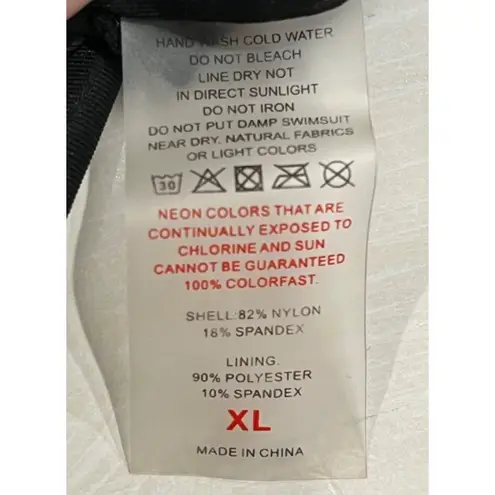 HAND WASH COLD WATER
DO NOT BLEACH
LINE DRY NOT
IN DIRECT SUNLIGHT
DO NOT IRON
DO NOT PUT DAMP SWIMSUIT
NEAR DRY. NATURAL FABRICS
OR LIGHT COLORS
30
NEON COLORS THAT ARE
CONTINUALLY EXPOSED TO
CHLORINE AND SUN
CANNOT BE GUARANTEED
100% COLORFAST.
SHELL:82% NYLON
18% SPANDEX
LINING.
90% POLYESTER
10% SPANDEX
XL
MADE IN CHINA